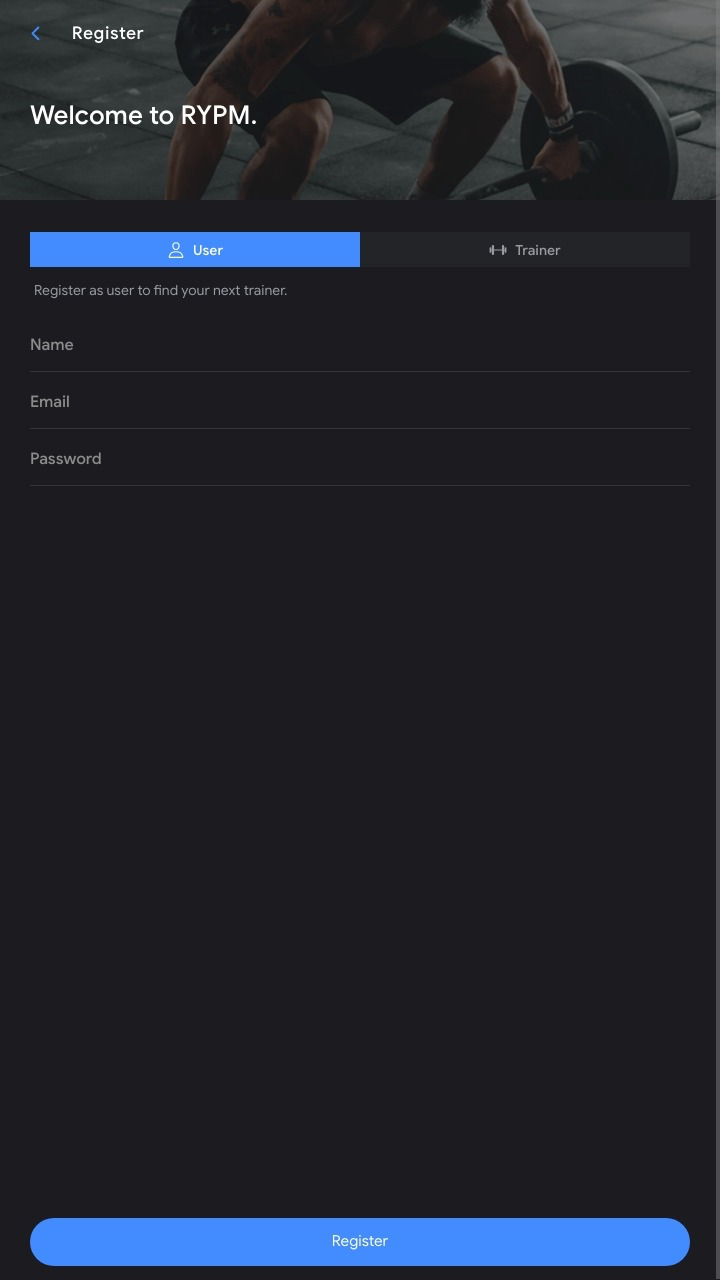 Register
Welcome to RYPM.
User
Trainer
Register as user to find your next trainer.
Name
Email
Password
Register